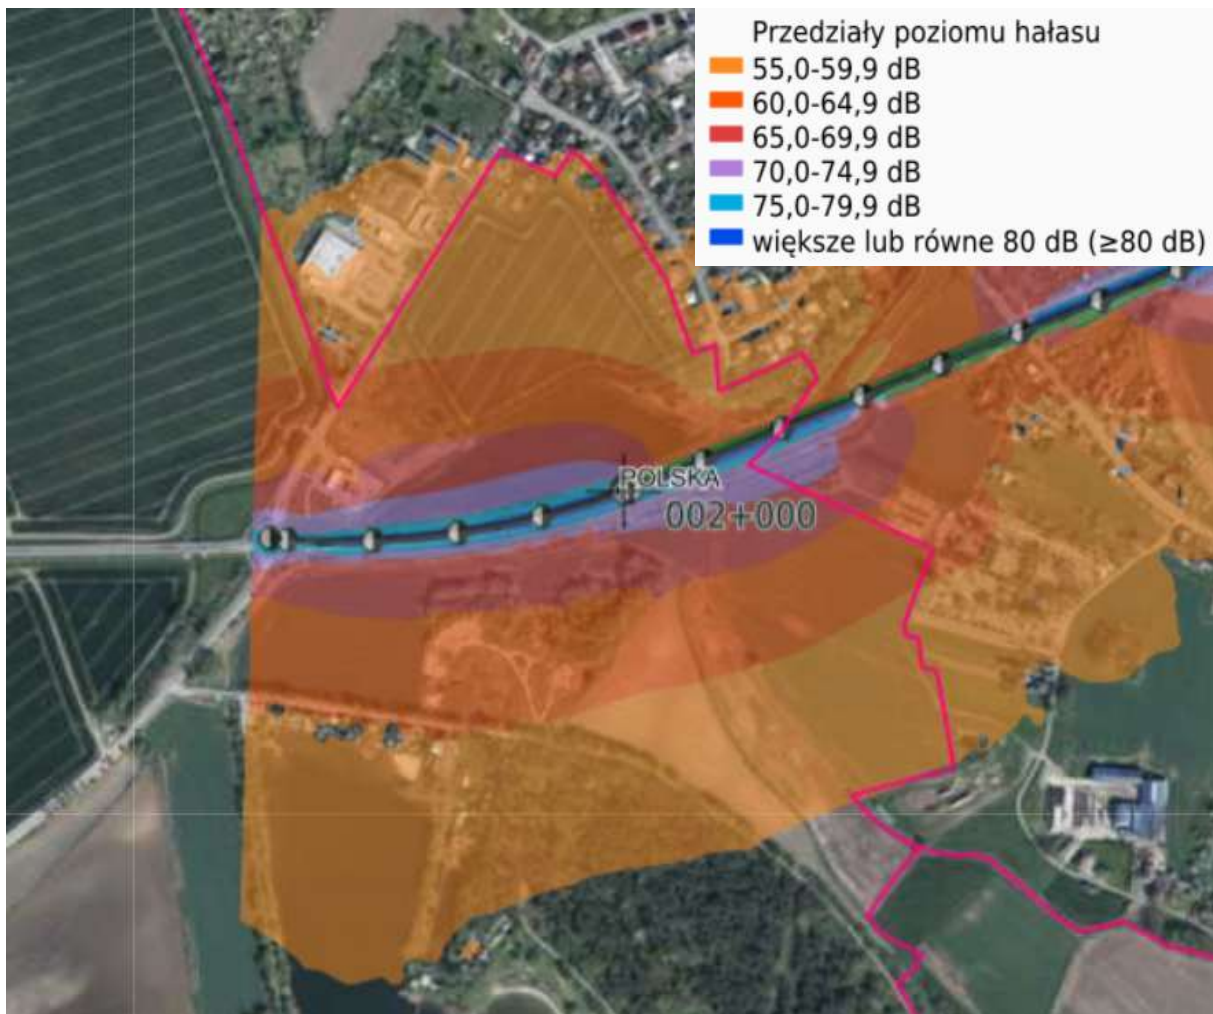 Przedziały poziomu hałasu
55,0-59,9 dB
60,0-64,9 dB
65,0-69,9 dB
70,0-74,9 dB
75,0-79,9 dB
większe lub równe 80 dB (≥80 dB)
POLSKA
002+000